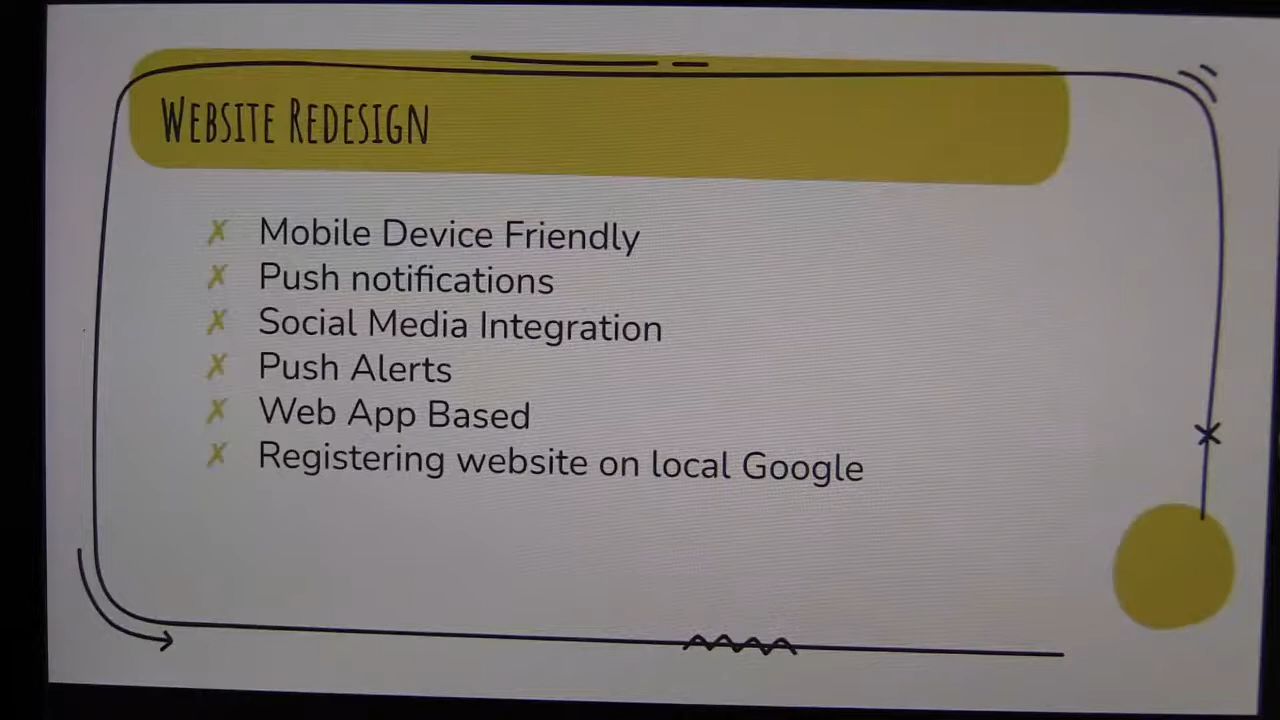 Website Redesign
✗ Mobile Device Friendly
✗ Push notifications
✗ Social Media Integration
✗ Push Alerts
✗ Web App Based
✗ Registering website on local Google